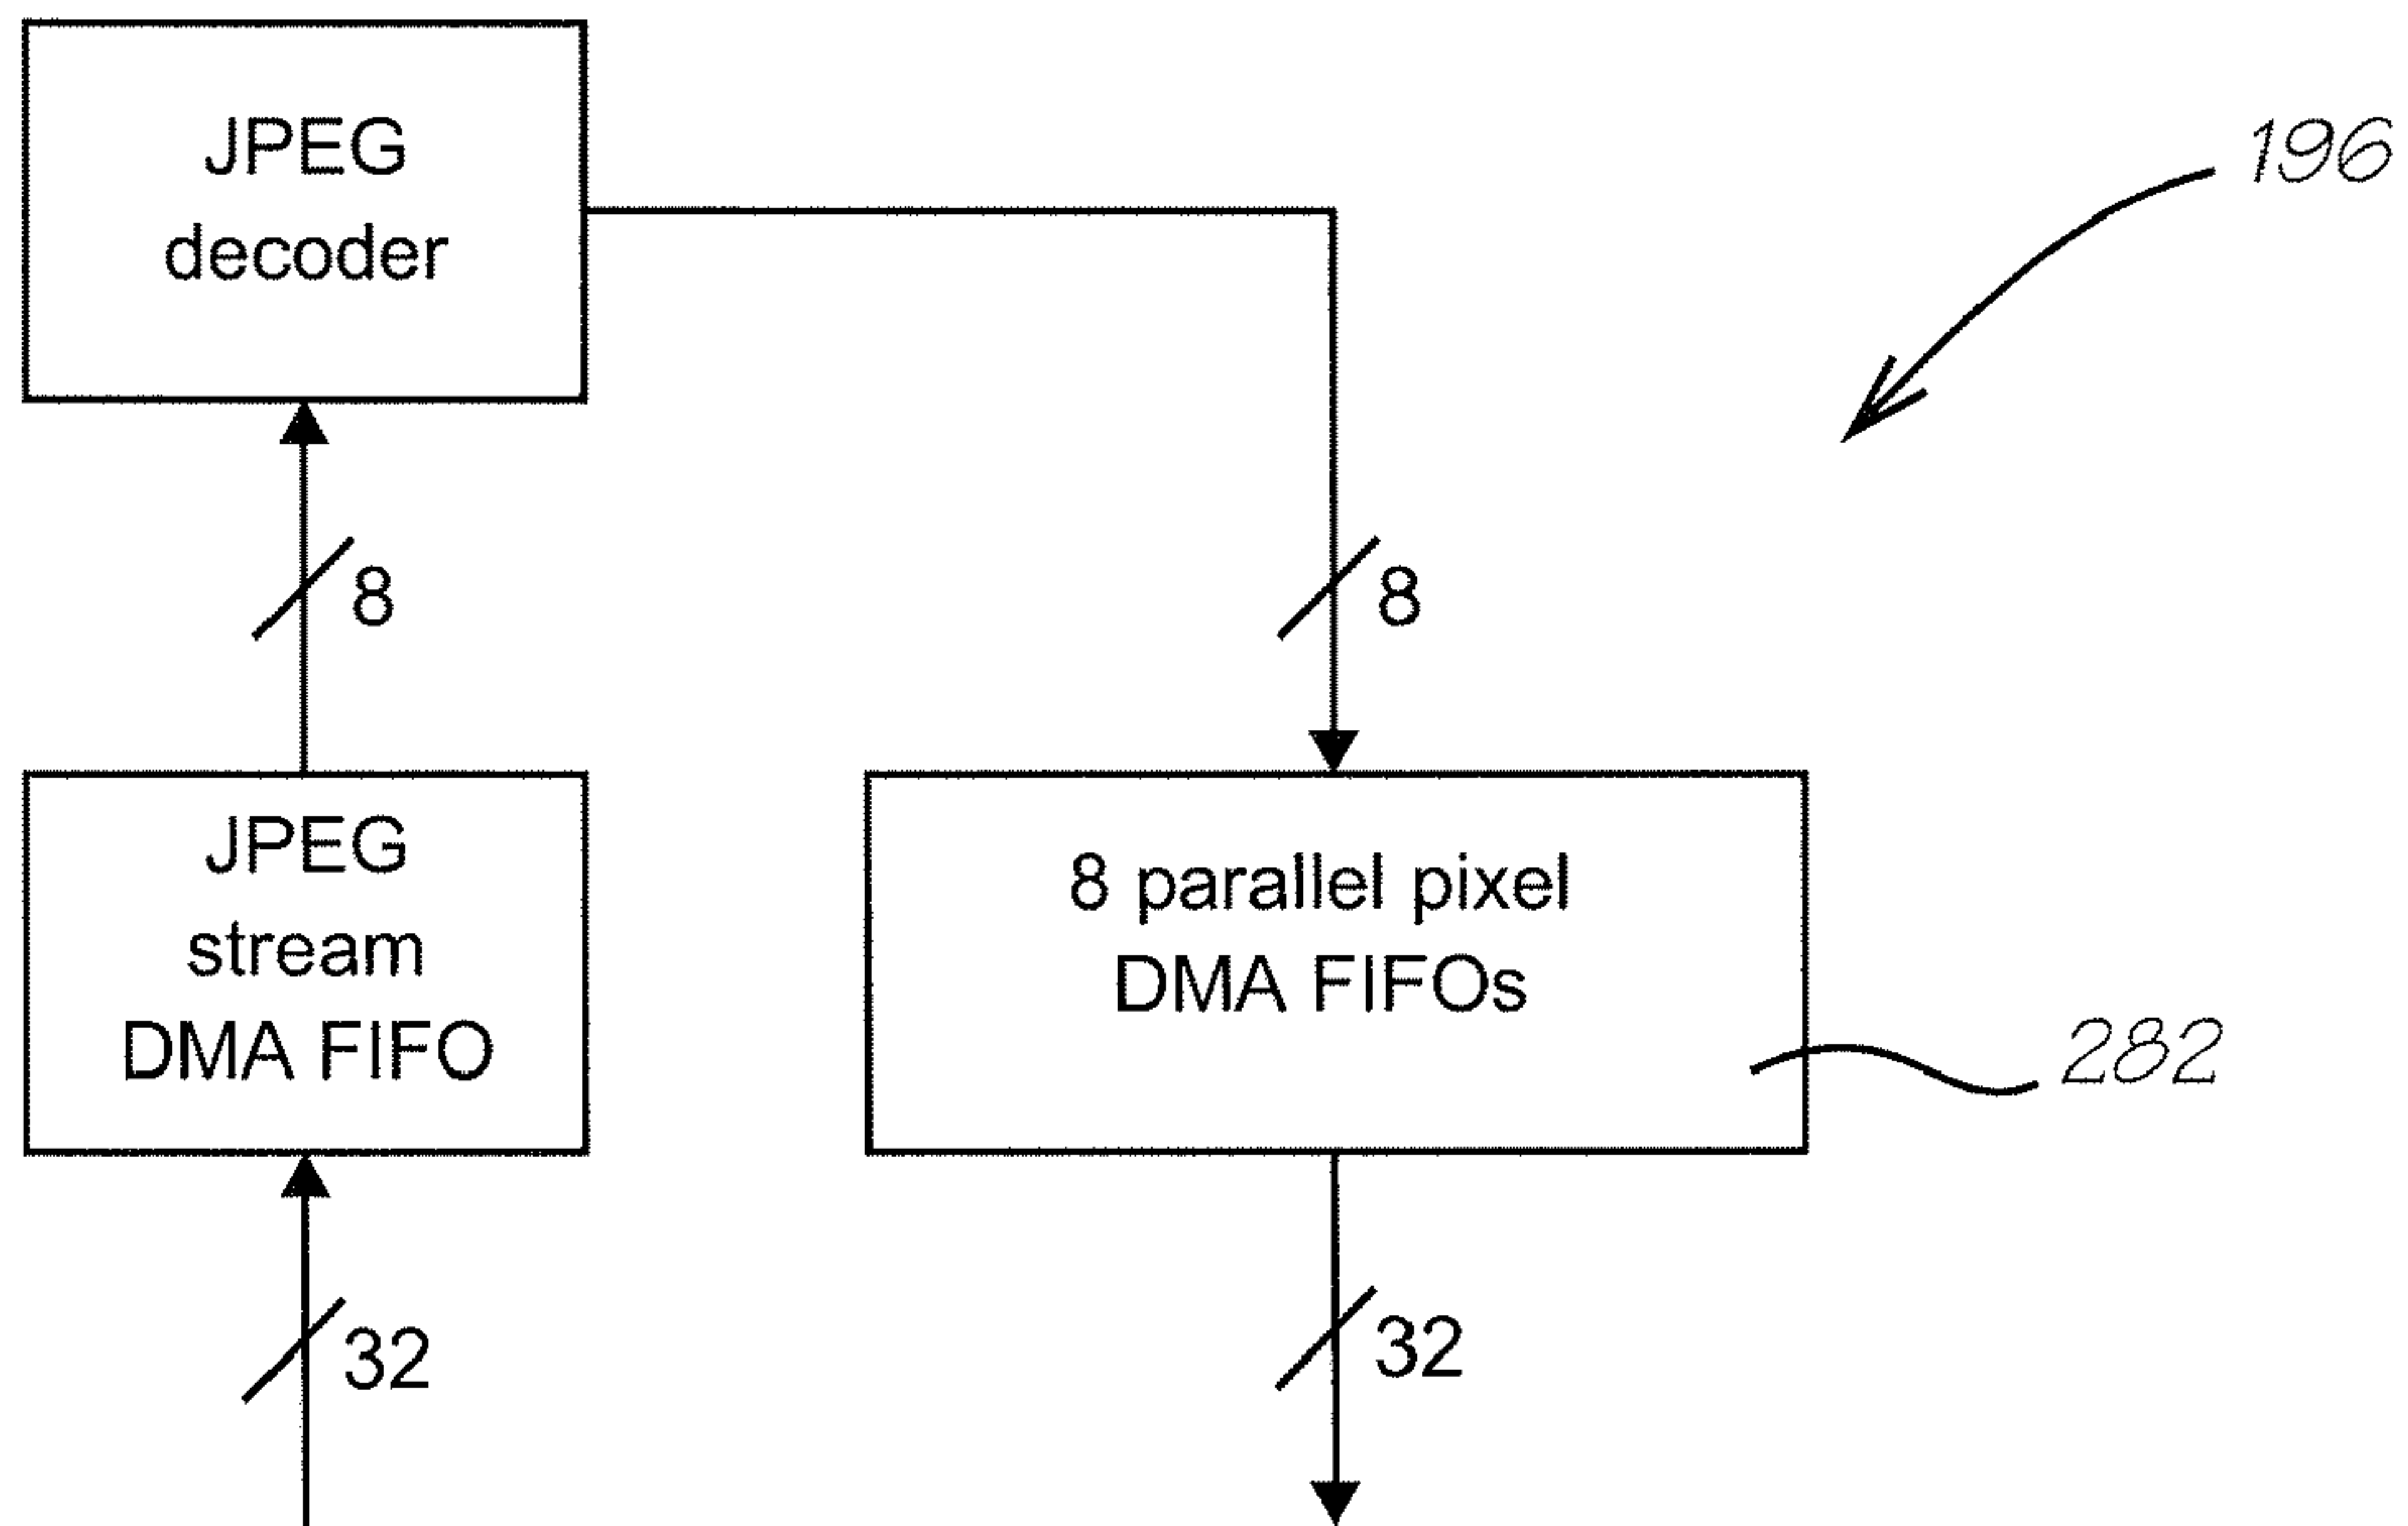 JPEG
decoder
196
8
8
JPEG
stream
DMA FIFO
8 parallel pixel
DMA FIFOs
282
32
32